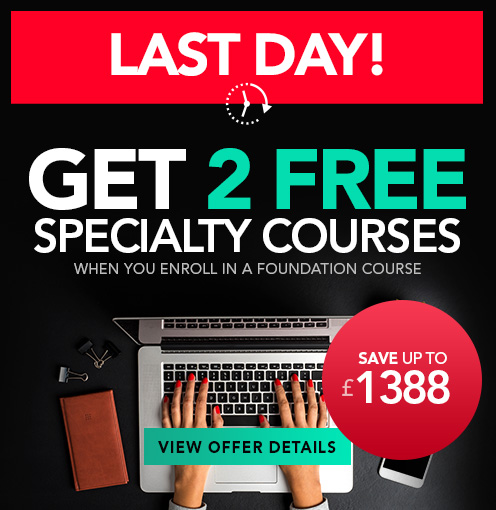 LAST DAY!
GET 2 FREE
SPECIALTY COURSES
WHEN YOU ENROLL IN A FOUNDATION COURSE
SAVE UP TO
£1388
VIEW OFFER DETAILS